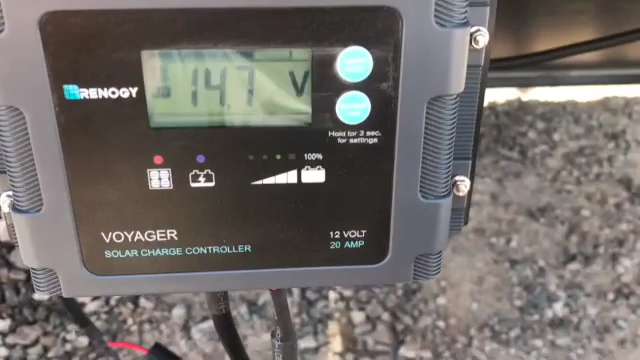 14.7 V
RENOGY
Hold for 3 sec.
for settings
100%
VOYAGER
SOLAR CHARGE CONTROLLER
12 VOLT
20 AMP